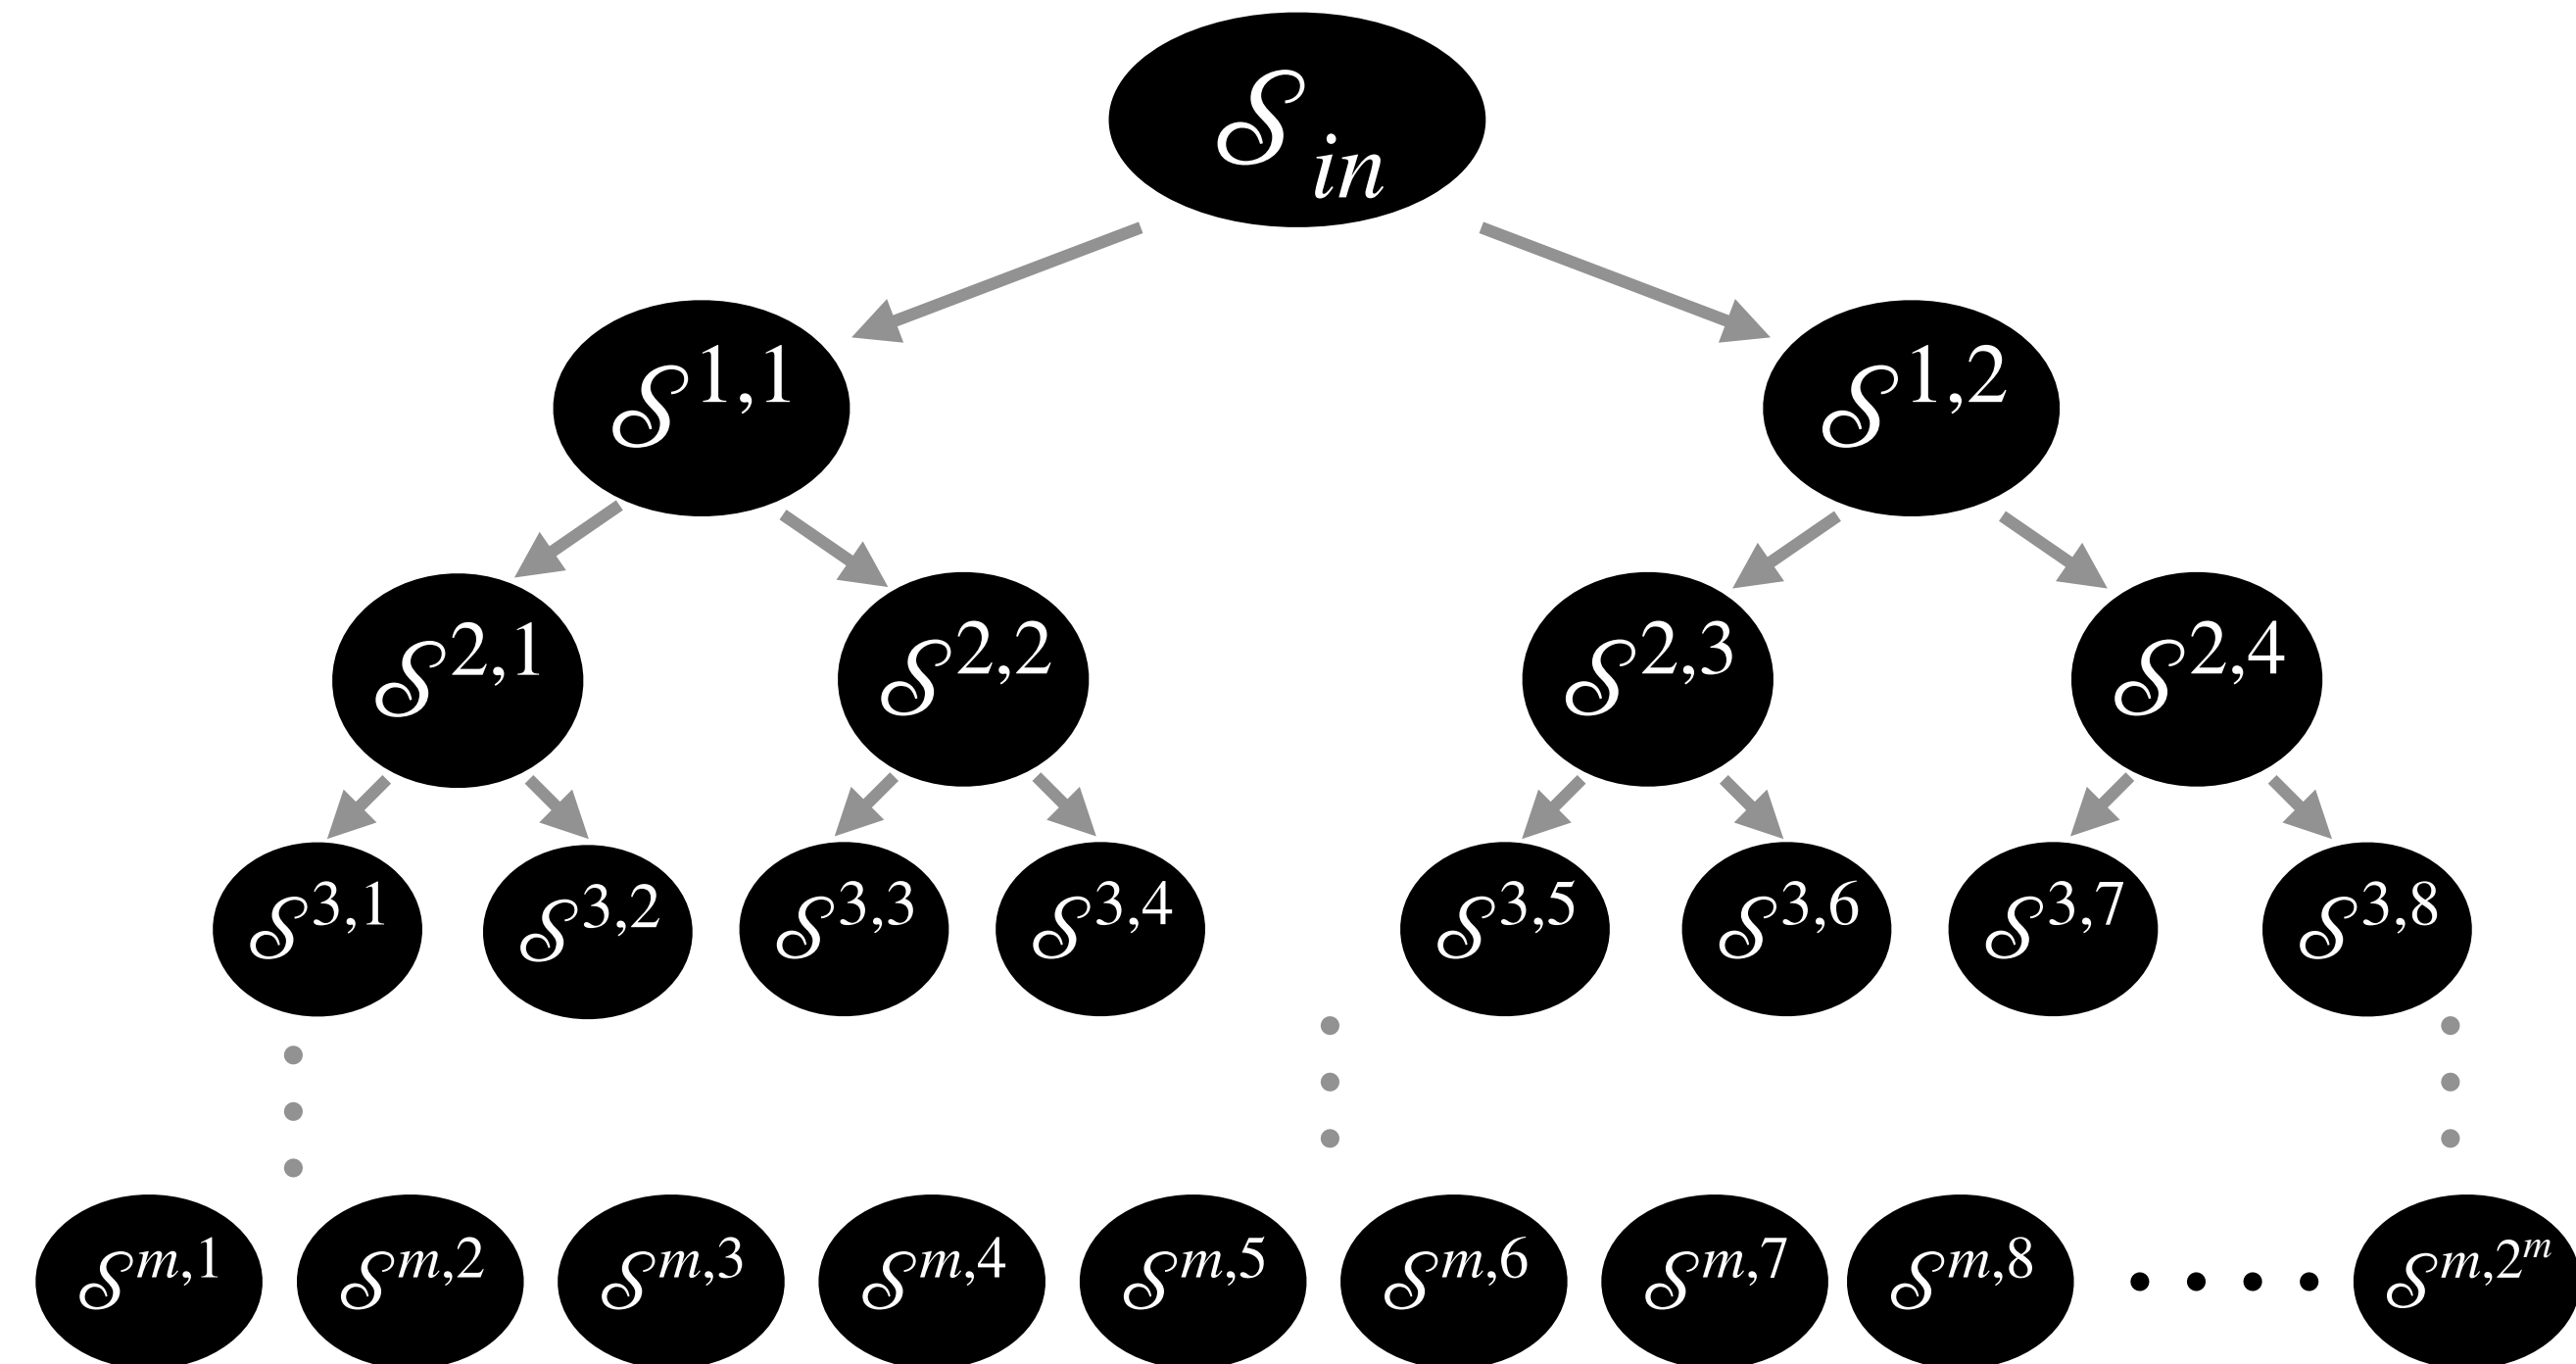 𝒮 in
𝒮1,1 𝒮1,2
𝒮2,1 𝒮2,2 𝒮2,3 𝒮2,4
𝒮3,1 𝒮3,2 𝒮3,3 𝒮3,4 𝒮3,5 𝒮3,6 𝒮3,7 𝒮3,8
𝒮m,1 𝒮m,2 𝒮m,3 𝒮m,4 𝒮m,5 𝒮m,6 𝒮m,7 𝒮m,8 . . . . 𝒮m,2m